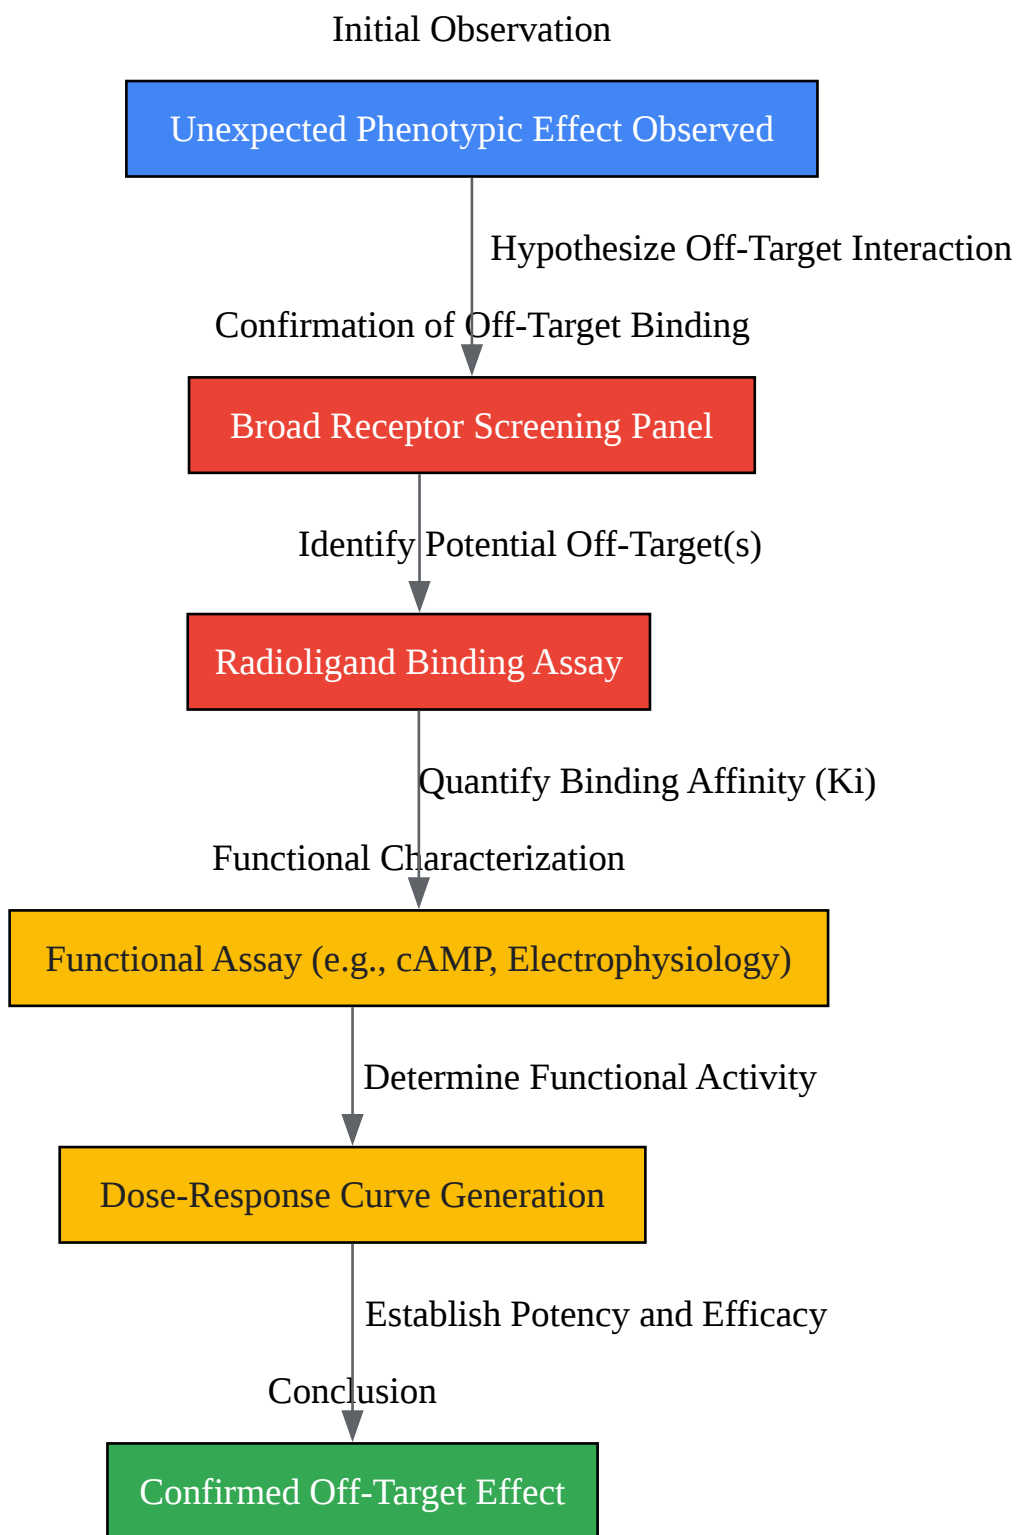 Initial Observation
Unexpected Phenotypic Effect Observed
Hypothesize Off-Target Interaction
Confirmation of Off-Target Binding
Broad Receptor Screening Panel
Identify Potential Off-Target(s)
Radioligand Binding Assay
Quantify Binding Affinity (Ki)
Functional Characterization
Functional Assay (e.g., cAMP, Electrophysiology)
Determine Functional Activity
Dose-Response Curve Generation
Establish Potency and Efficacy
Conclusion
Confirmed Off-Target Effect